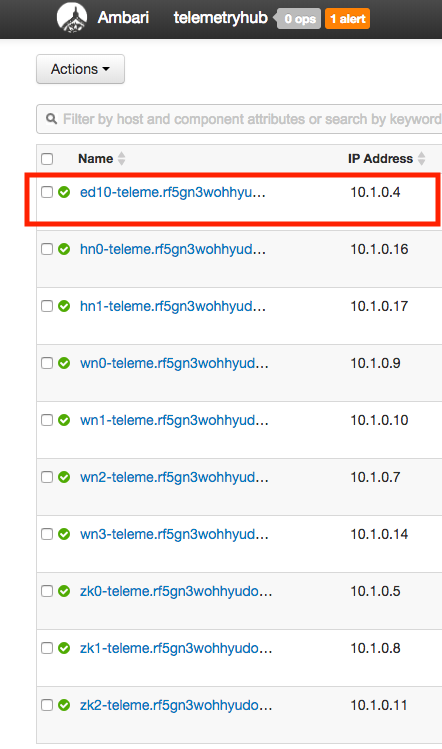 Ambari telemetryhub 0 ops 1 alert
Actions
Filter by host and component attributes or search by keyword
Name IP Address
ed10-teleme.rf5gn3wohhyu... 10.1.0.4
hn0-teleme.rf5gn3wohhyud... 10.1.0.16
hn1-teleme.rf5gn3wohhyud... 10.1.0.17
wn0-teleme.rf5gn3wohhyud... 10.1.0.9
wn1-teleme.rf5gn3wohhyud... 10.1.0.10
wn2-teleme.rf5gn3wohhyud... 10.1.0.7
wn3-teleme.rf5gn3wohhyud... 10.1.0.14
zk0-teleme.rf5gn3wohhyudo... 10.1.0.5
zk1-teleme.rf5gn3wohhyudo... 10.1.0.8
zk2-teleme.rf5gn3wohhyudo... 10.1.0.11